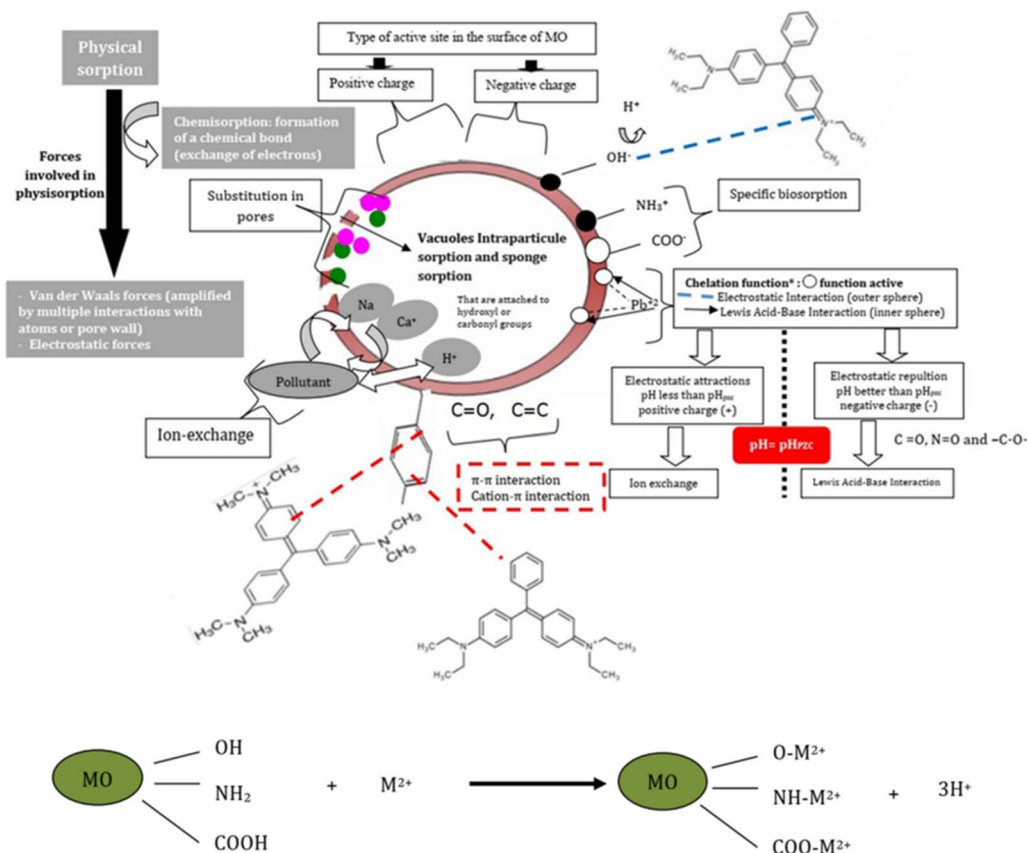 Physical
sorption
Chemisorption: formation
of a chemical bond
(exchange of electrons)
Forces
involved in
physisorption
- Van der Waals forces (amplified
by multiple interactions with
atoms or pore wall)
- Electrostatic forces
Type of active site in the surface of MO
Positive charge
Negative charge
H⁺
OH⁻
NH₃⁺
COO⁻
Specific biosorption
H₃C
N
H₃C
N⁺
CH₃
CH₃
Substitution in
pores
Vacuoles Intraparticule
sorption and sponge
sorption
That are attached to
hydroxyl or
carbonyl groups
Na
Ca⁺
H⁺
Pollutant
Ion-exchange
Pb⁺²
Chelation function* : function active
Electrostatic Interaction (outer sphere)
Lewis Acid-Base Interaction (inner sphere)
Electrostatic attractions
pH less than pHpzc
positive charge (+)
Electrostatic repultion
pH better than pHpzc
negative charge (-)
pH= pHPZC
C =O, N=O and –C-O-
Ion exchange
Lewis Acid-Base Interaction
C=O, C=C
π-π interaction
Cation-π interaction
H₃C
N⁺
CH₃
CH₃
N
CH₃
H₃C
N
CH₃
H₃C
N
H₃C
N⁺
CH₃
CH₃
MO
OH
NH₂
COOH
+
M²⁺
MO
O-M²⁺
NH-M²⁺
COO-M²⁺
+
3H⁺